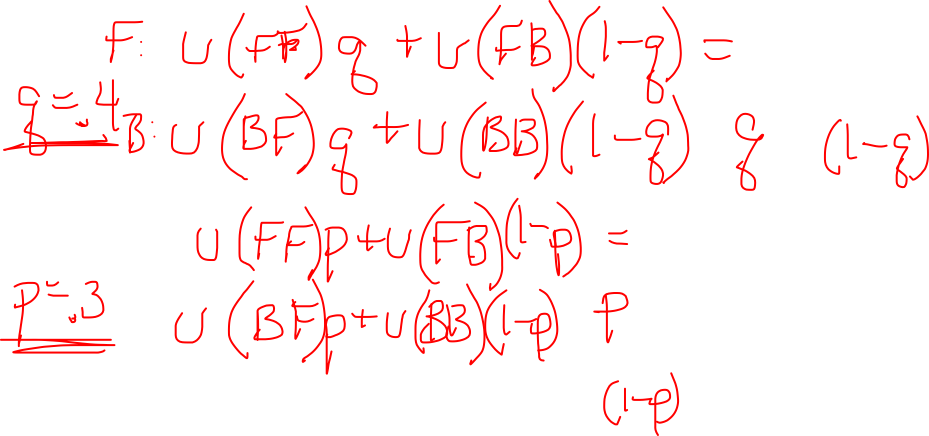 F: U(FF)q + U(FB)(1-q) =
q = .4
B: U(BF)q + U(BB)(1-q) q (1-q)
U(FF)p + U(FB)(1-p) =
p = .3
U(BF)p + U(BB)(1-p) p
(1-p)